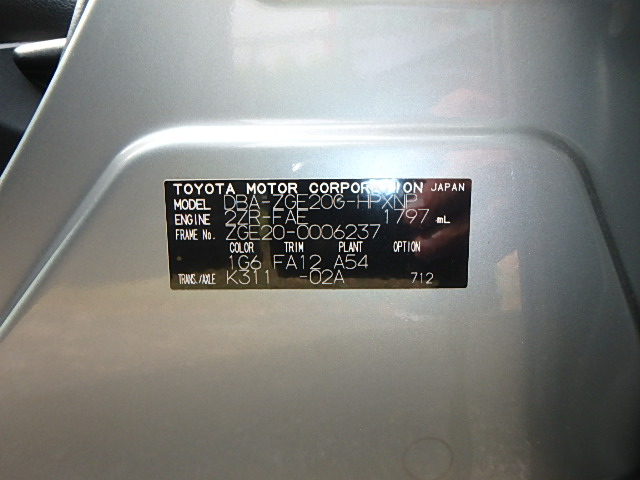 TOYOTA MOTOR CORPORATION JAPAN
MODEL DBA-ZGE20G-HPXNP
ENGINE 2ZR-FAE 1797 mL
FRAME No. ZGE20-0006237
COLOR TRIM PLANT OPTION
1G6 FA12 A54
TRANS./AXLE K311 -02A 712